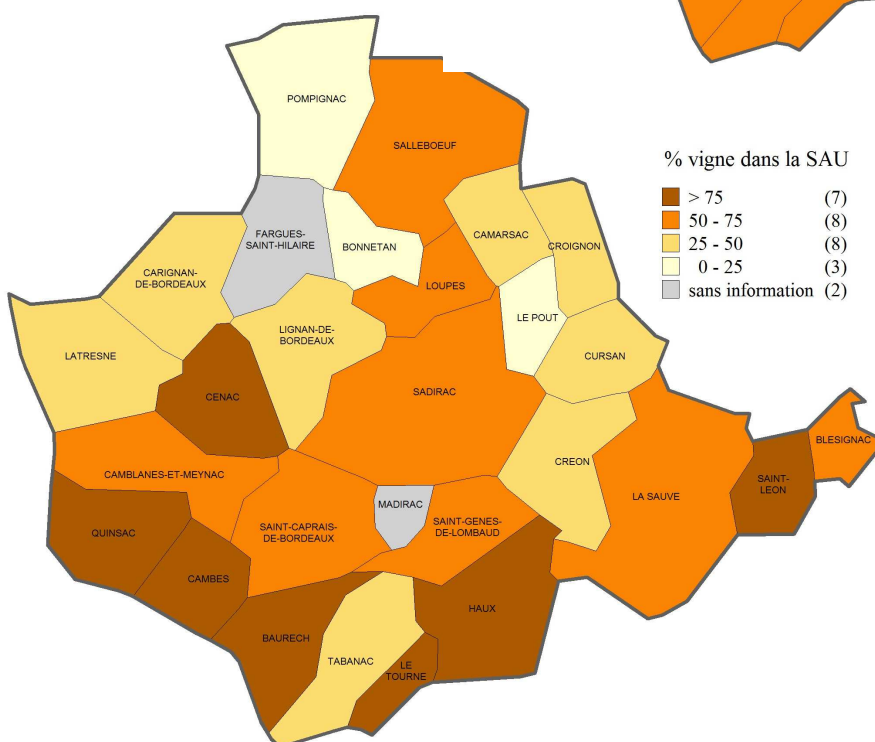 POMPIGNAC
SALLEBOEUF
% vigne dans la SAU
> 75 (7)
50 - 75 (8)
25 - 50 (8)
0 - 25 (3)
sans information (2)
FARGUES-
SAINT-HILAIRE
BONNETAN
CAMARSAC
CROIGNON
CARIGNAN-
DE-BORDEAUX
LOUPES
LE POUT
LIGNAN-DE-
BORDEAUX
LATRESNE
CURSAN
CENAC
SADIRAC
BLESIGNAC
CAMBLANES-ET-MEYNAC
CREON
SAINT-
LEON
LA SAUVE
MADIRAC
SAINT-CAPRAIS-
DE-BORDEAUX
SAINT-GENES-
DE-LOMBAUD
QUINSAC
CAMBES
HAUX
BAURECH
TABANAC
LE
TOURNE